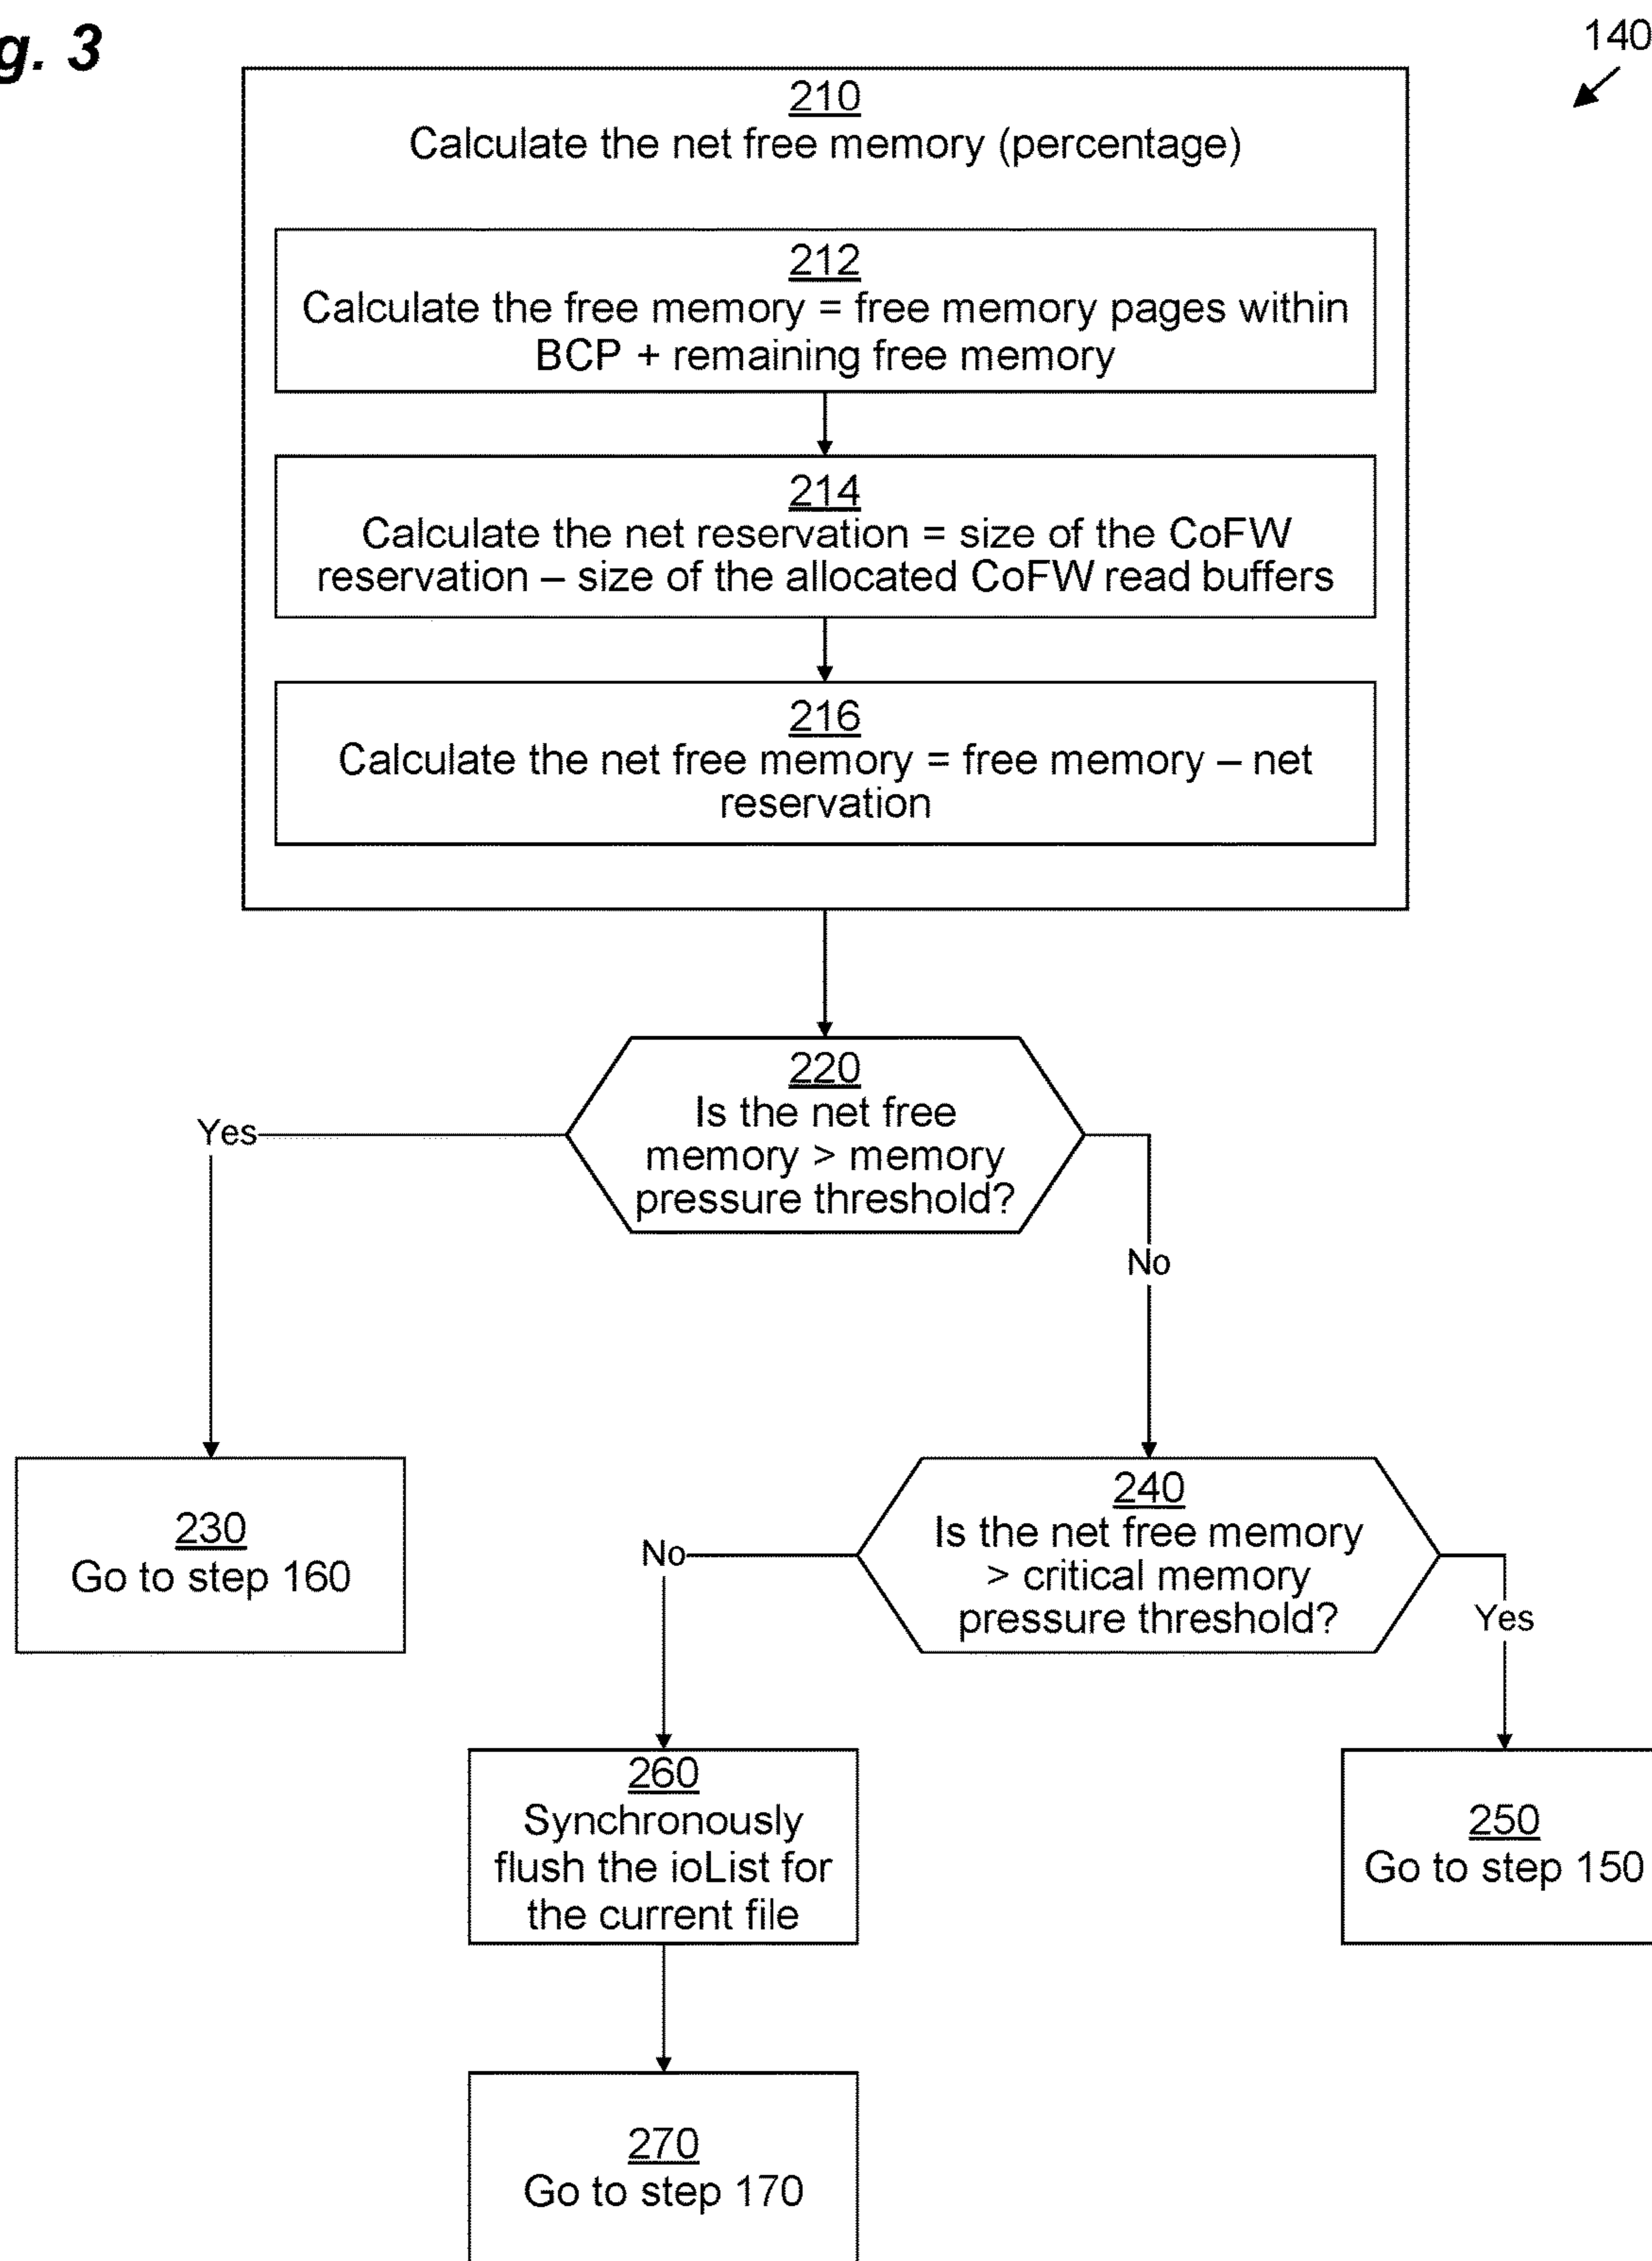 g. 3
140
210
Calculate the net free memory (percentage)
212
Calculate the free memory = free memory pages within
BCP + remaining free memory
214
Calculate the net reservation = size of the CoFW
reservation – size of the allocated CoFW read buffers
216
Calculate the net free memory = free memory – net
reservation
220
Is the net free
memory > memory
pressure threshold?
Yes
No
230
Go to step 160
240
Is the net free memory
> critical memory
pressure threshold?
No
Yes
260
Synchronously
flush the ioList for
the current file
250
Go to step 150
270
Go to step 170